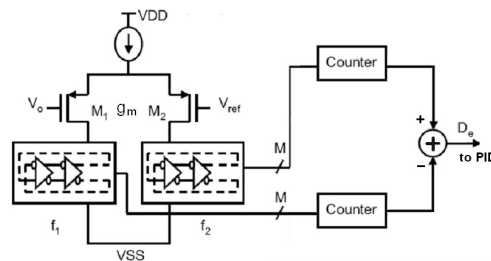 VDD
Counter
Vo
M1
gm
M2
Vref
M
+
De
to PID
−
M
Counter
f1
f2
VSS